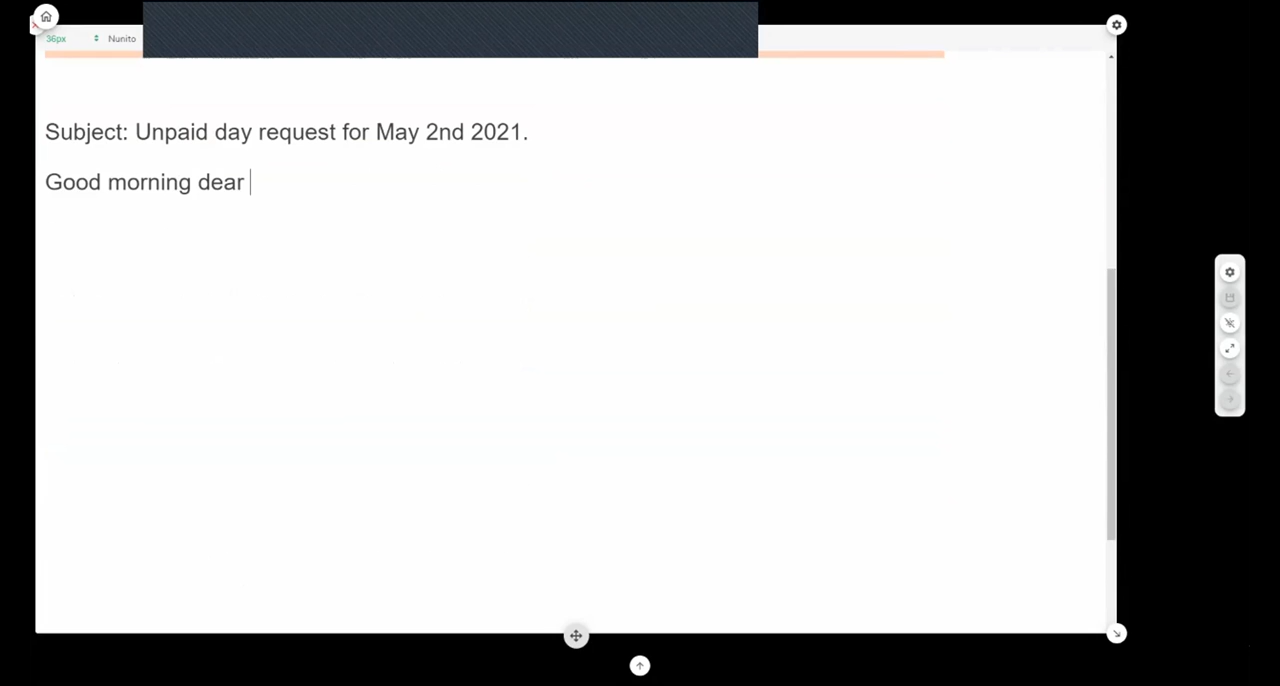 36px Nunito
Subject: Unpaid day request for May 2nd 2021.
Good morning dear